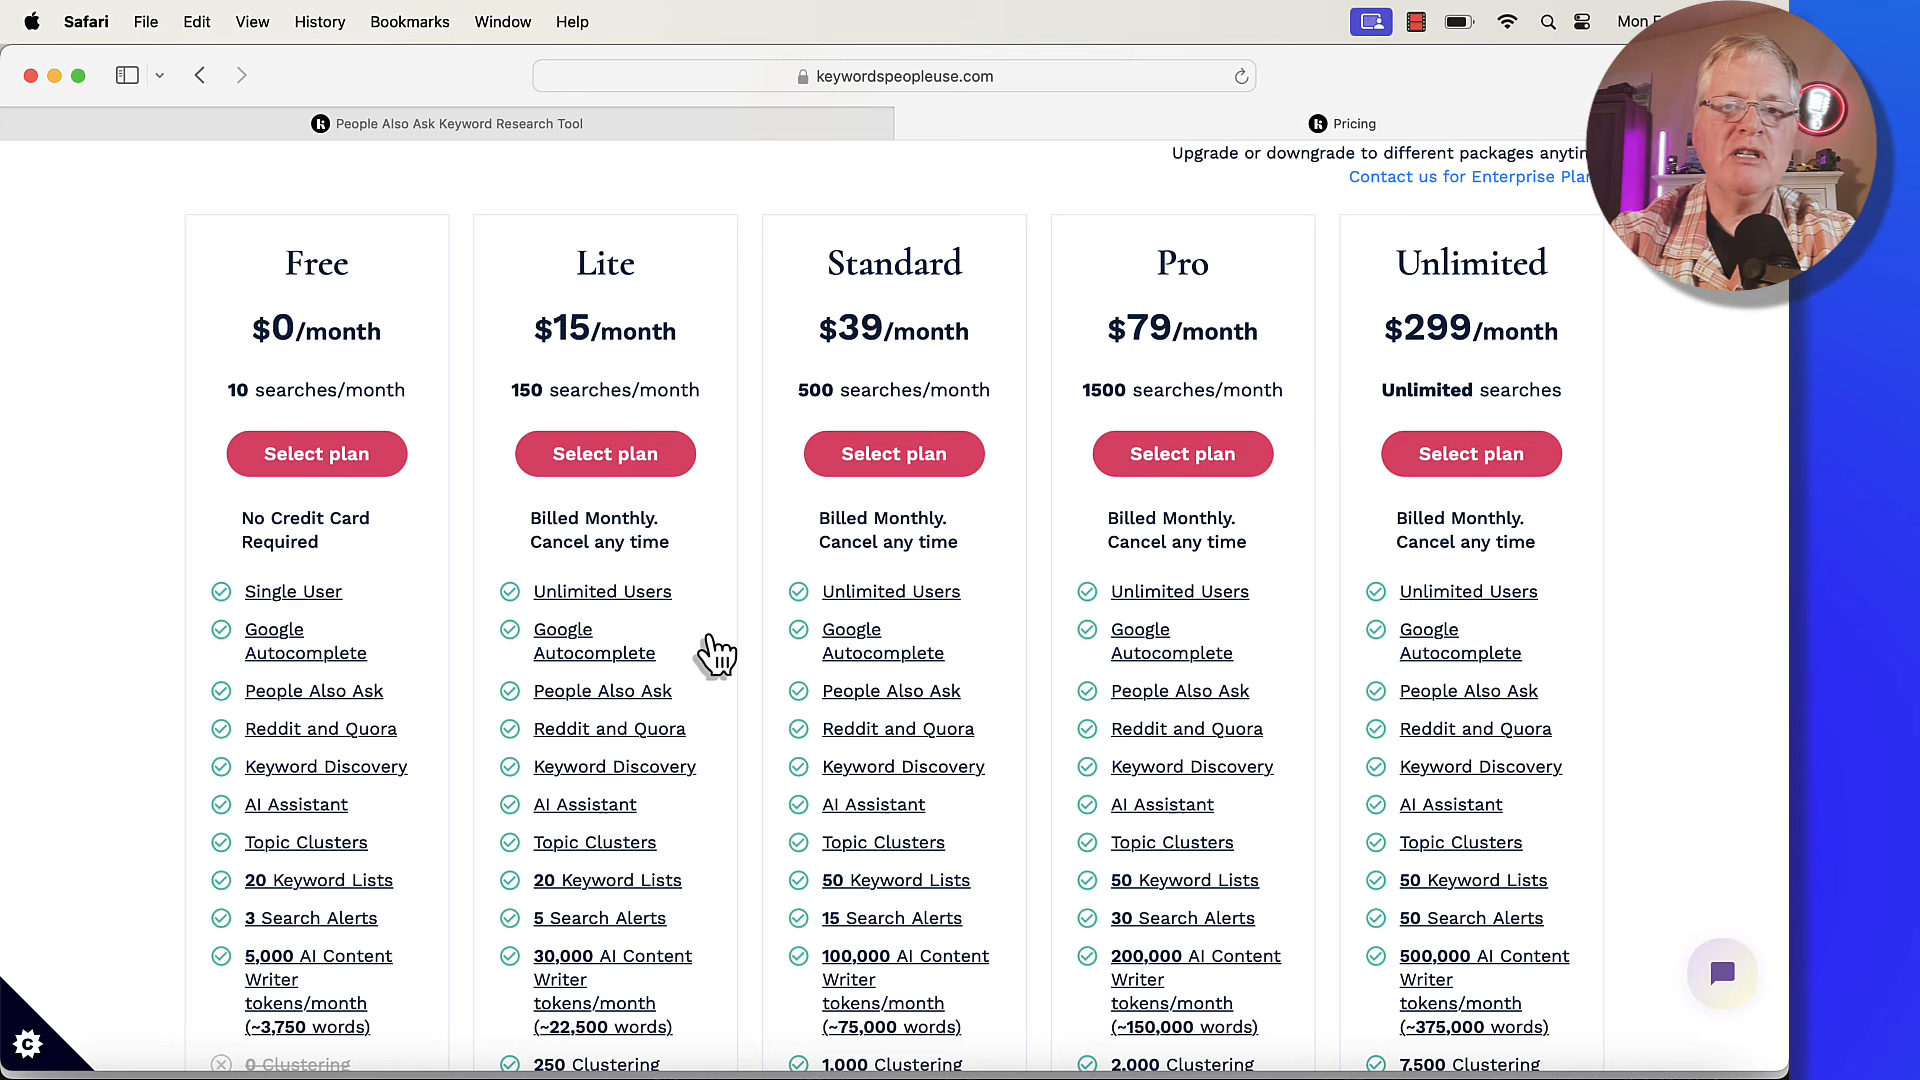 Safari File Edit View History Bookmarks Window Help
Mon
keywordspeopleuse.com
People Also Ask Keyword Research Tool
Pricing
Upgrade or downgrade to different packages
Contact us for Enterprise
Free
$0/month
10 searches/month
Select plan
No Credit Card
Required
Single User
Google
Autocomplete
People Also Ask
Reddit and Quora
Keyword Discovery
AI Assistant
Topic Clusters
20 Keyword Lists
3 Search Alerts
5,000 AI Content
Writer
tokens/month
(~3,750 words)
0 Clustering
Lite
$15/month
150 searches/month
Select plan
Billed Monthly.
Cancel any time
Unlimited Users
Google
Autocomplete
People Also Ask
Reddit and Quora
Keyword Discovery
AI Assistant
Topic Clusters
20 Keyword Lists
5 Search Alerts
30,000 AI Content
Writer
tokens/month
(~22,500 words)
250 Clustering
Standard
$39/month
500 searches/month
Select plan
Billed Monthly.
Cancel any time
Unlimited Users
Google
Autocomplete
People Also Ask
Reddit and Quora
Keyword Discovery
AI Assistant
Topic Clusters
50 Keyword Lists
15 Search Alerts
100,000 AI Content
Writer
tokens/month
(~75,000 words)
1,000 Clustering
Pro
$79/month
1500 searches/month
Select plan
Billed Monthly.
Cancel any time
Unlimited Users
Google
Autocomplete
People Also Ask
Reddit and Quora
Keyword Discovery
AI Assistant
Topic Clusters
50 Keyword Lists
30 Search Alerts
200,000 AI Content
Writer
tokens/month
(~150,000 words)
2,000 Clustering
Unlimited
$299/month
Unlimited searches
Select plan
Billed Monthly.
Cancel any time
Unlimited Users
Google
Autocomplete
People Also Ask
Reddit and Quora
Keyword Discovery
AI Assistant
Topic Clusters
50 Keyword Lists
50 Search Alerts
500,000 AI Content
Writer
tokens/month
(~375,000 words)
7,500 Clustering